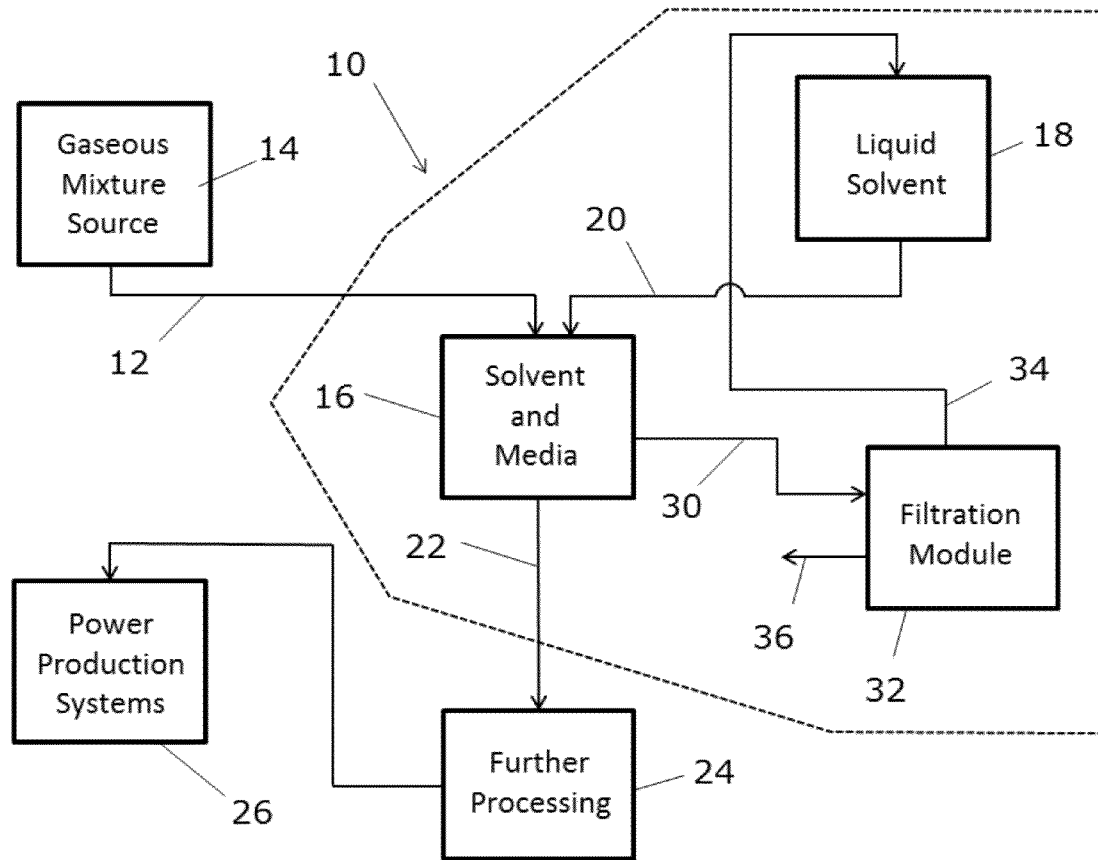 10
Gaseous
Mixture
Source
14
Liquid
Solvent
18
20
12
Solvent
and
Media
16
34
30
Filtration
Module
22
36
32
Power
Production
Systems
26
Further
Processing
24